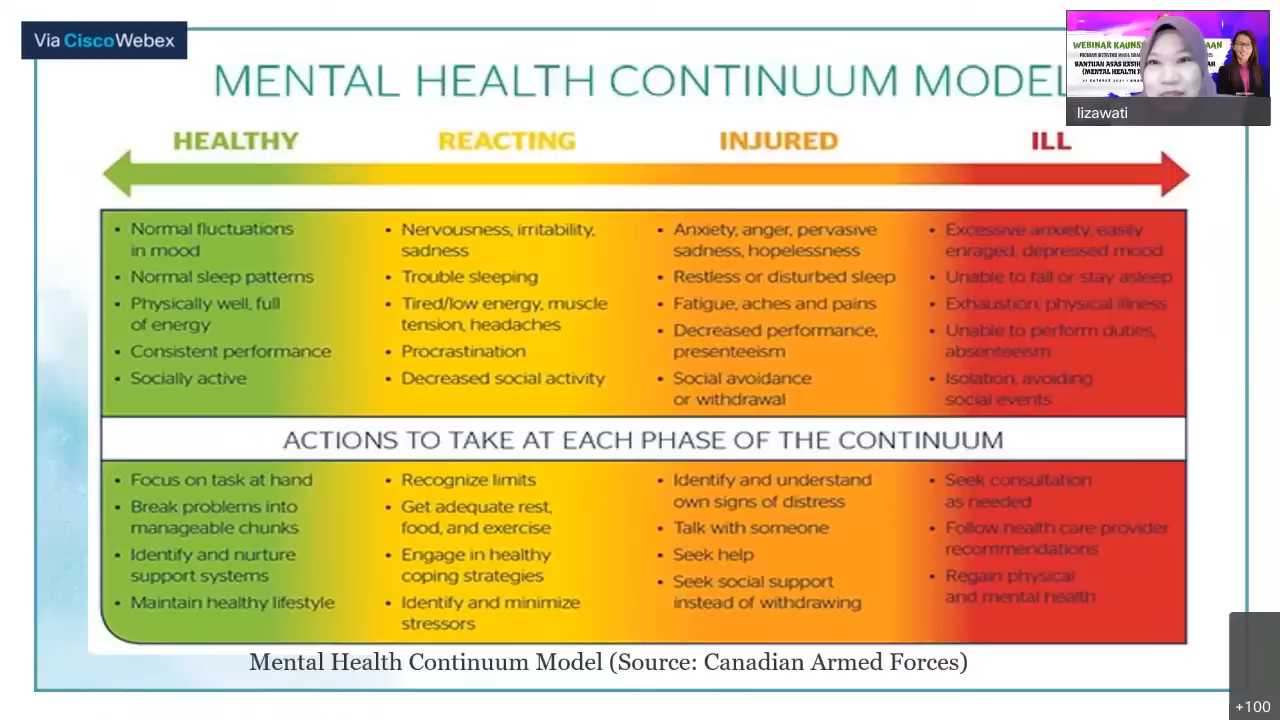 Via CiscoWebex
MENTAL HEALTH CONTINUUM MODEL
WEBINAR
lizawati
HEALTHY
REACTING
INJURED
ILL
• Normal fluctuations
in mood
• Normal sleep patterns
• Physically well, full
of energy
• Consistent performance
• Socially active
• Nervousness, irritability,
sadness
• Trouble sleeping
• Tired/low energy, muscle
tension, headaches
• Procrastination
• Decreased social activity
• Anxiety, anger, pervasive
sadness, hopelessness
• Restless or disturbed sleep
• Fatigue, aches and pains
• Decreased performance,
presenteeism
• Social avoidance
or withdrawal
• Excessive anxiety, easily
enraged, depressed mood
• Unable to fall or stay asleep
• Exhaustion, physical illness
• Unable to perform duties,
absenteeism
• Isolation, avoiding
social events
ACTIONS TO TAKE AT EACH PHASE OF THE CONTINUUM
• Focus on task at hand
• Break problems into
manageable chunks
• Identify and nurture
support systems
• Maintain healthy lifestyle
• Recognize limits
• Get adequate rest,
food, and exercise
• Engage in healthy
coping strategies
• Identify and minimize
stressors
• Identify and understand
own signs of distress
• Talk with someone
• Seek help
• Seek social support
instead of withdrawing
• Seek consultation
as needed
• Follow health care provider
recommendations
• Regain physical
and mental health
Mental Health Continuum Model (Source: Canadian Armed Forces)
+100